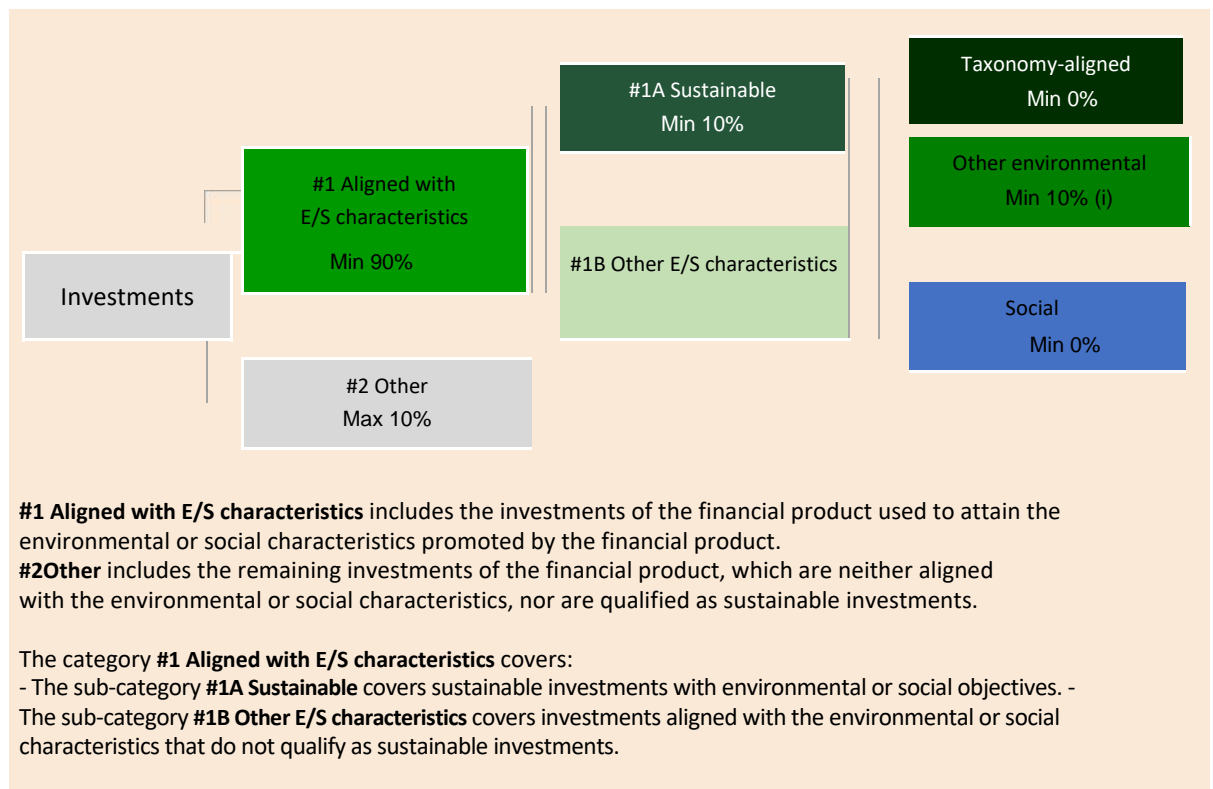 Investments
#1 Aligned with
E/S characteristics
Min 90%
#2 Other
Max 10%
#1A Sustainable
Min 10%
#1B Other E/S characteristics
Taxonomy-aligned
Min 0%
Other environmental
Min 10% (i)
Social
Min 0%
#1 Aligned with E/S characteristics includes the investments of the financial product used to attain the
environmental or social characteristics promoted by the financial product.
#2Other includes the remaining investments of the financial product, which are neither aligned
with the environmental or social characteristics, nor are qualified as sustainable investments.
The category #1 Aligned with E/S characteristics covers:
- The sub-category #1A Sustainable covers sustainable investments with environmental or social objectives. -
The sub-category #1B Other E/S characteristics covers investments aligned with the environmental or social
characteristics that do not qualify as sustainable investments.